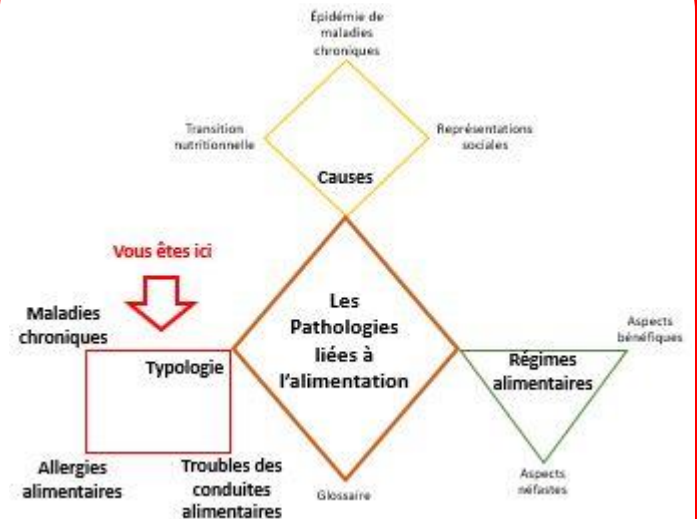 Épidémie de
maladies
chroniques
Transition
nutritionnelle
Représentations
sociales
Causes
Vous êtes ici
Maladies
chroniques
Typologie
Les
Pathologies
liées à
l'alimentation
Aspects
bénéfiques
Régimes
alimentaires
Allergies
alimentaires
Troubles des
conduites
alimentaires
Glossaire
Aspects
néfastes